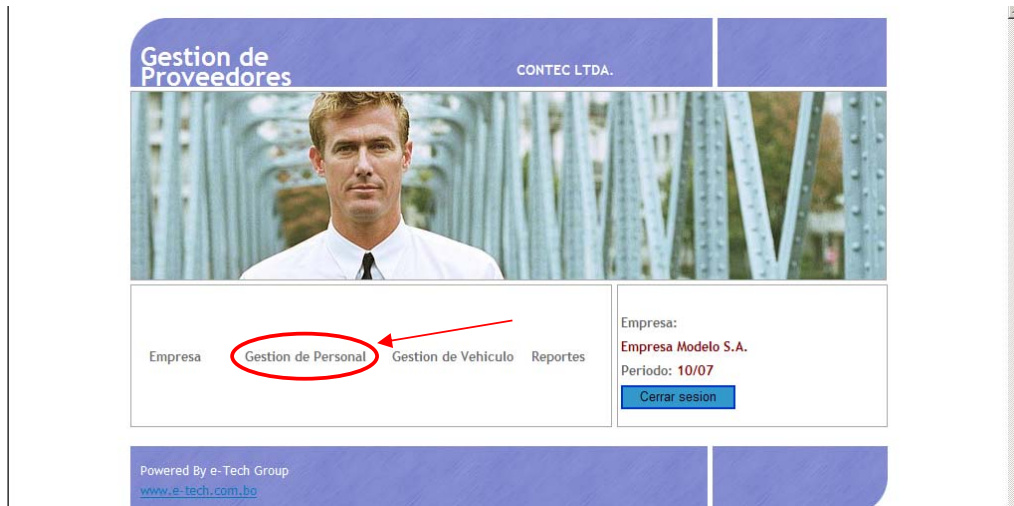 Gestion de
Proveedores
CONTEC LTDA.
Empresa
Gestion de Personal
Gestion de Vehiculo
Reportes
Empresa:
Empresa Modelo S.A.
Periodo: 10/07
Cerrar sesion
Powered By e-Tech Group
www.e-tech.com.bo